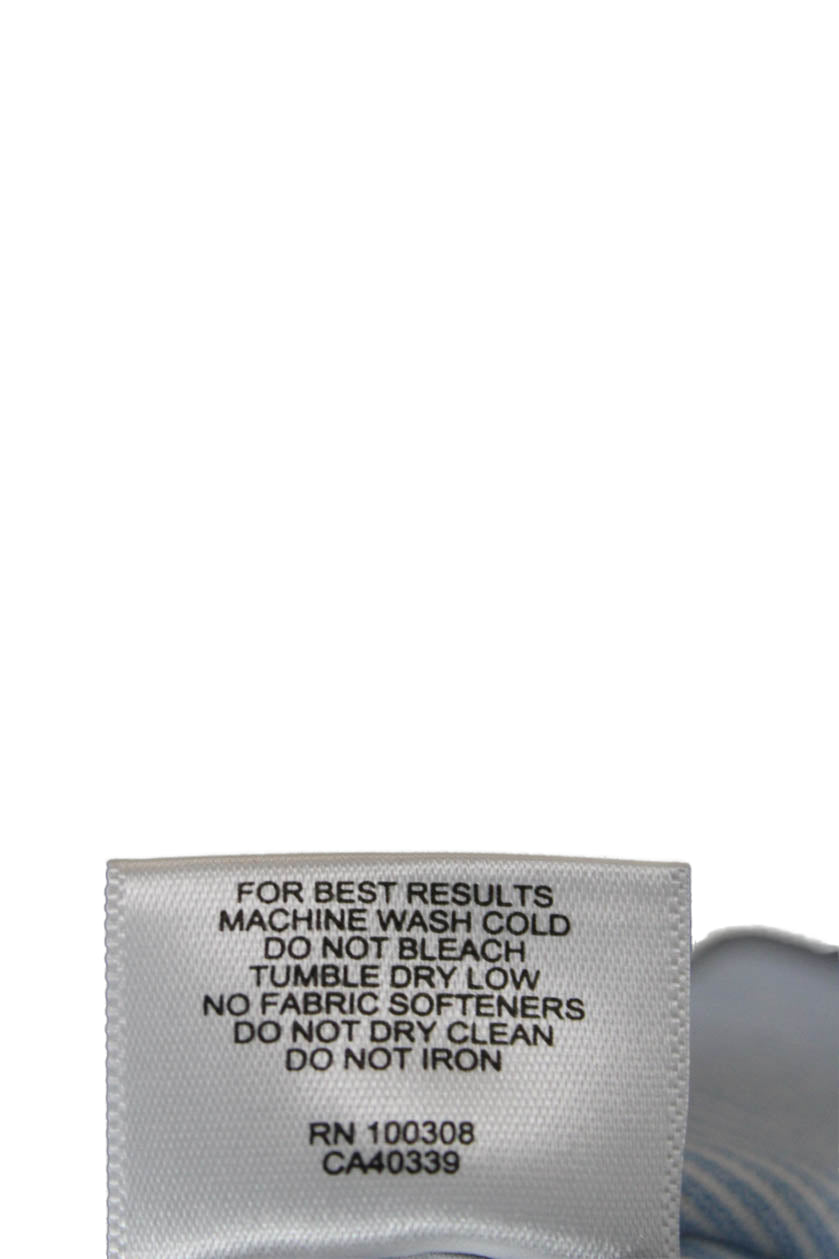 FOR BEST RESULTS
MACHINE WASH COLD
DO NOT BLEACH
TUMBLE DRY LOW
NO FABRIC SOFTENERS
DO NOT DRY CLEAN
DO NOT IRON
RN 100308
CA40339